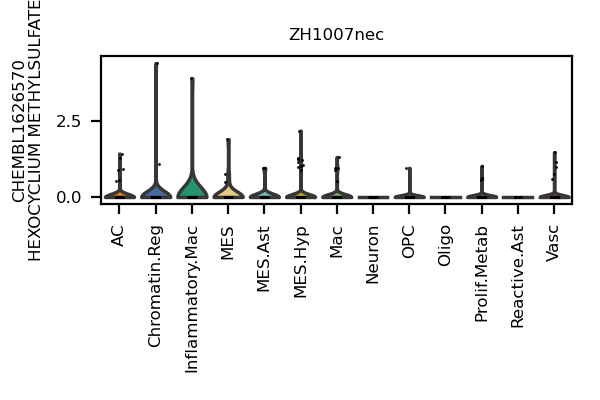 ZH1007nec
CHEMBL1626570
HEXOCYCLIUM METHYLSULFATE
2.5
0.0
AC
Chromatin.Reg
Inflammatory.Mac
MES
MES.Ast
MES.Hyp
Mac
Neuron
OPC
Oligo
Prolif.Metab
Reactive.Ast
Vasc